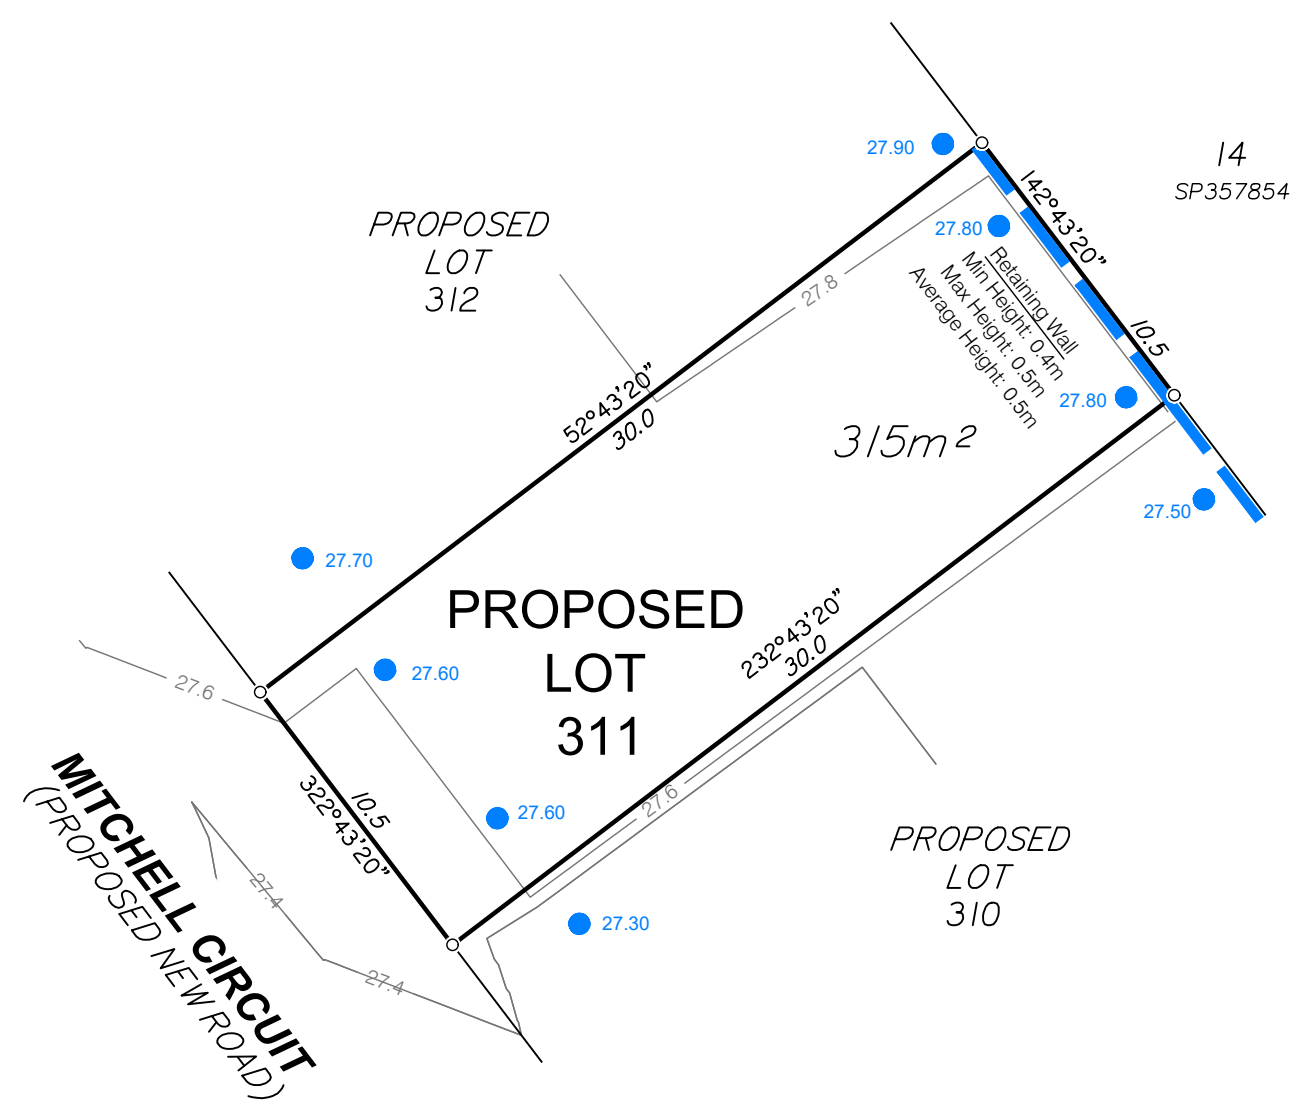 27.90
14
SP357854
142°43'20"
PROPOSED
LOT
312
27.80
Retaining Wall
Min Height: 0.4m
Max Height: 0.5m
Average Height: 0.5m
27.8
10.5
52°43'20"
30.0
27.80
315m²
27.50
27.70
PROPOSED
LOT
311
232°43'20"
30.0
27.60
27.6
10.5
322°43'20"
27.60
27.6
MITCHELL CIRCUIT
(PROPOSED NEW ROAD)
27.4
27.4
27.30
PROPOSED
LOT
310